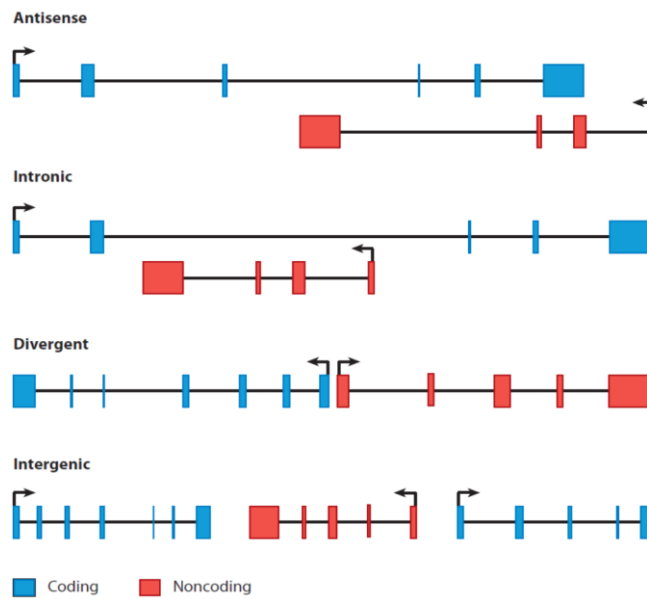 Antisense
Intronic
Divergent
Intergenic
Coding Noncoding